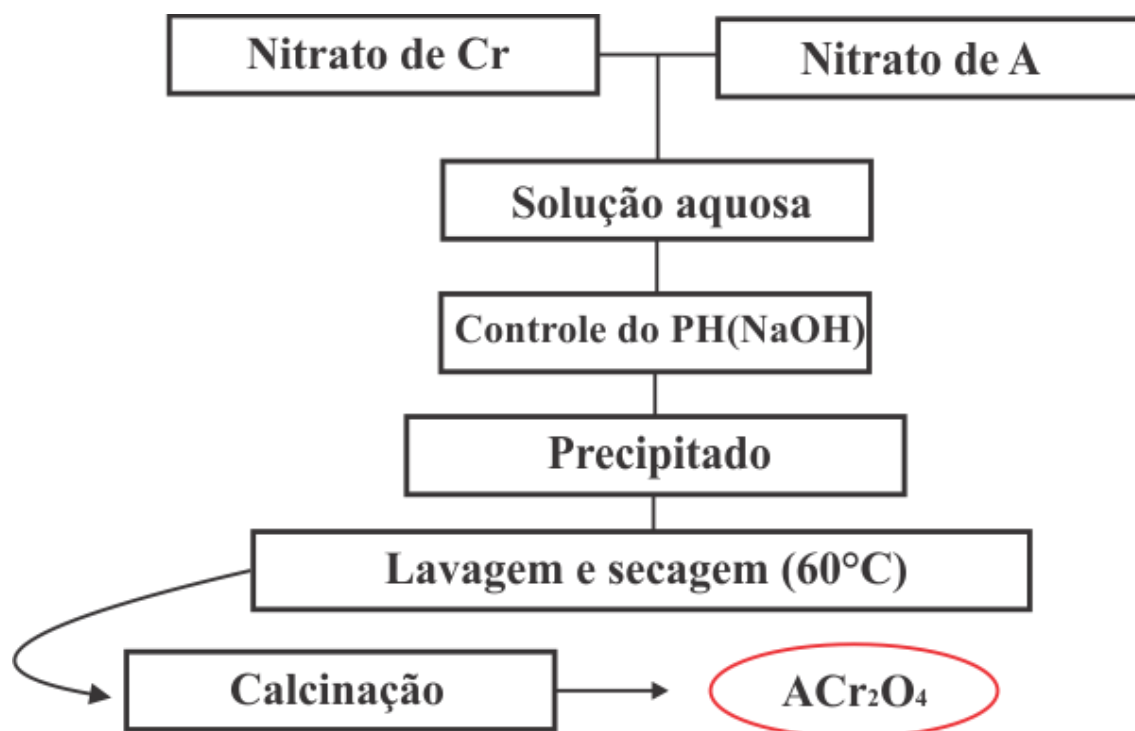 Nitrato de Cr
Nitrato de A
Solução aquosa
Controle do PH(NaOH)
Precipitado
Lavagem e secagem (60°C)
Calcinação
ACr₂O₄